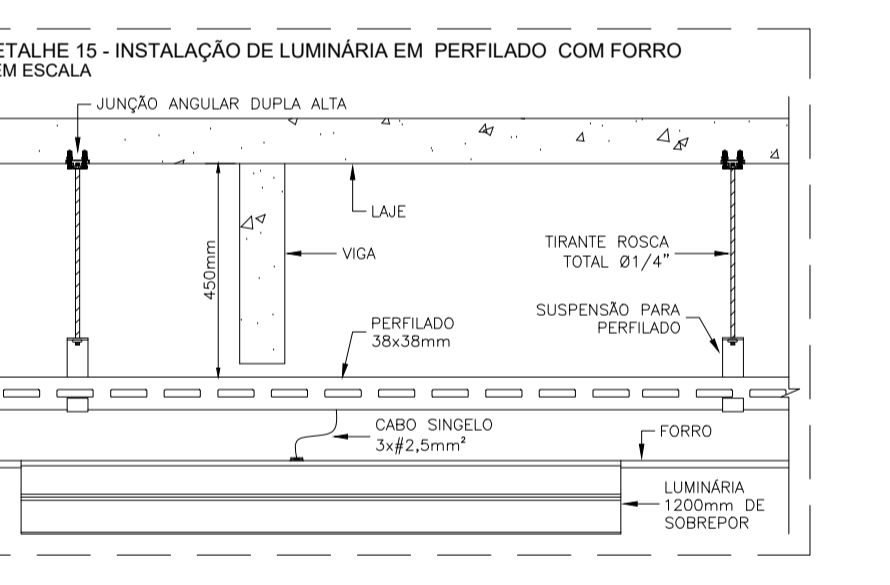 ETALHE 15 - INSTALAÇÃO DE LUMINÁRIA EM PERFILADO COM FORRO
EM ESCALA
JUNÇÃO ANGULAR DUPLA ALTA
LAJE
VIGA
450mm
TIRANTE ROSCA
TOTAL Ø1/4"
SUSPENSÃO PARA
PERFILADO
PERFILADO
38x38mm
CABO SINGELO
3x#2,5mm²
FORRO
LUMINÁRIA
1200mm DE
SOBREPOR